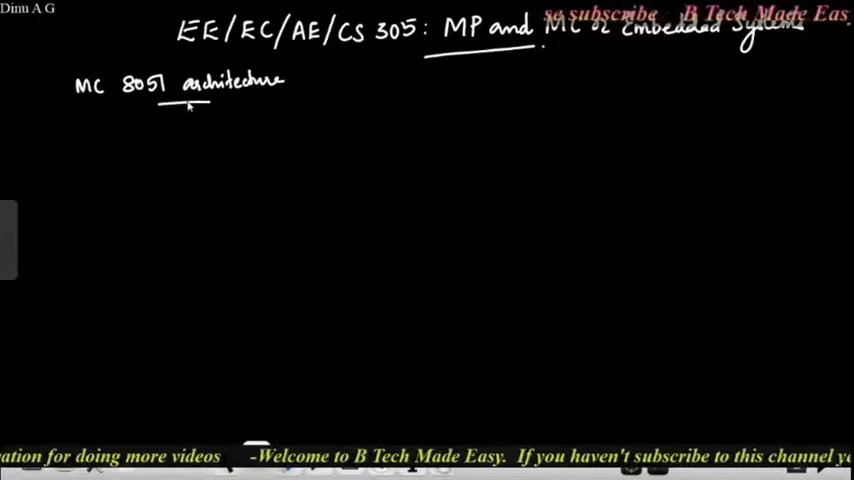 Dinu A G
se subscribe B Tech Made Eas
EE/EC/AE/CS 305: MP and MC or Embedded Systems
MC 8051 architecture
ation for doing more videos -Welcome to B Tech Made Easy. If you haven't subscribe to this channel ye